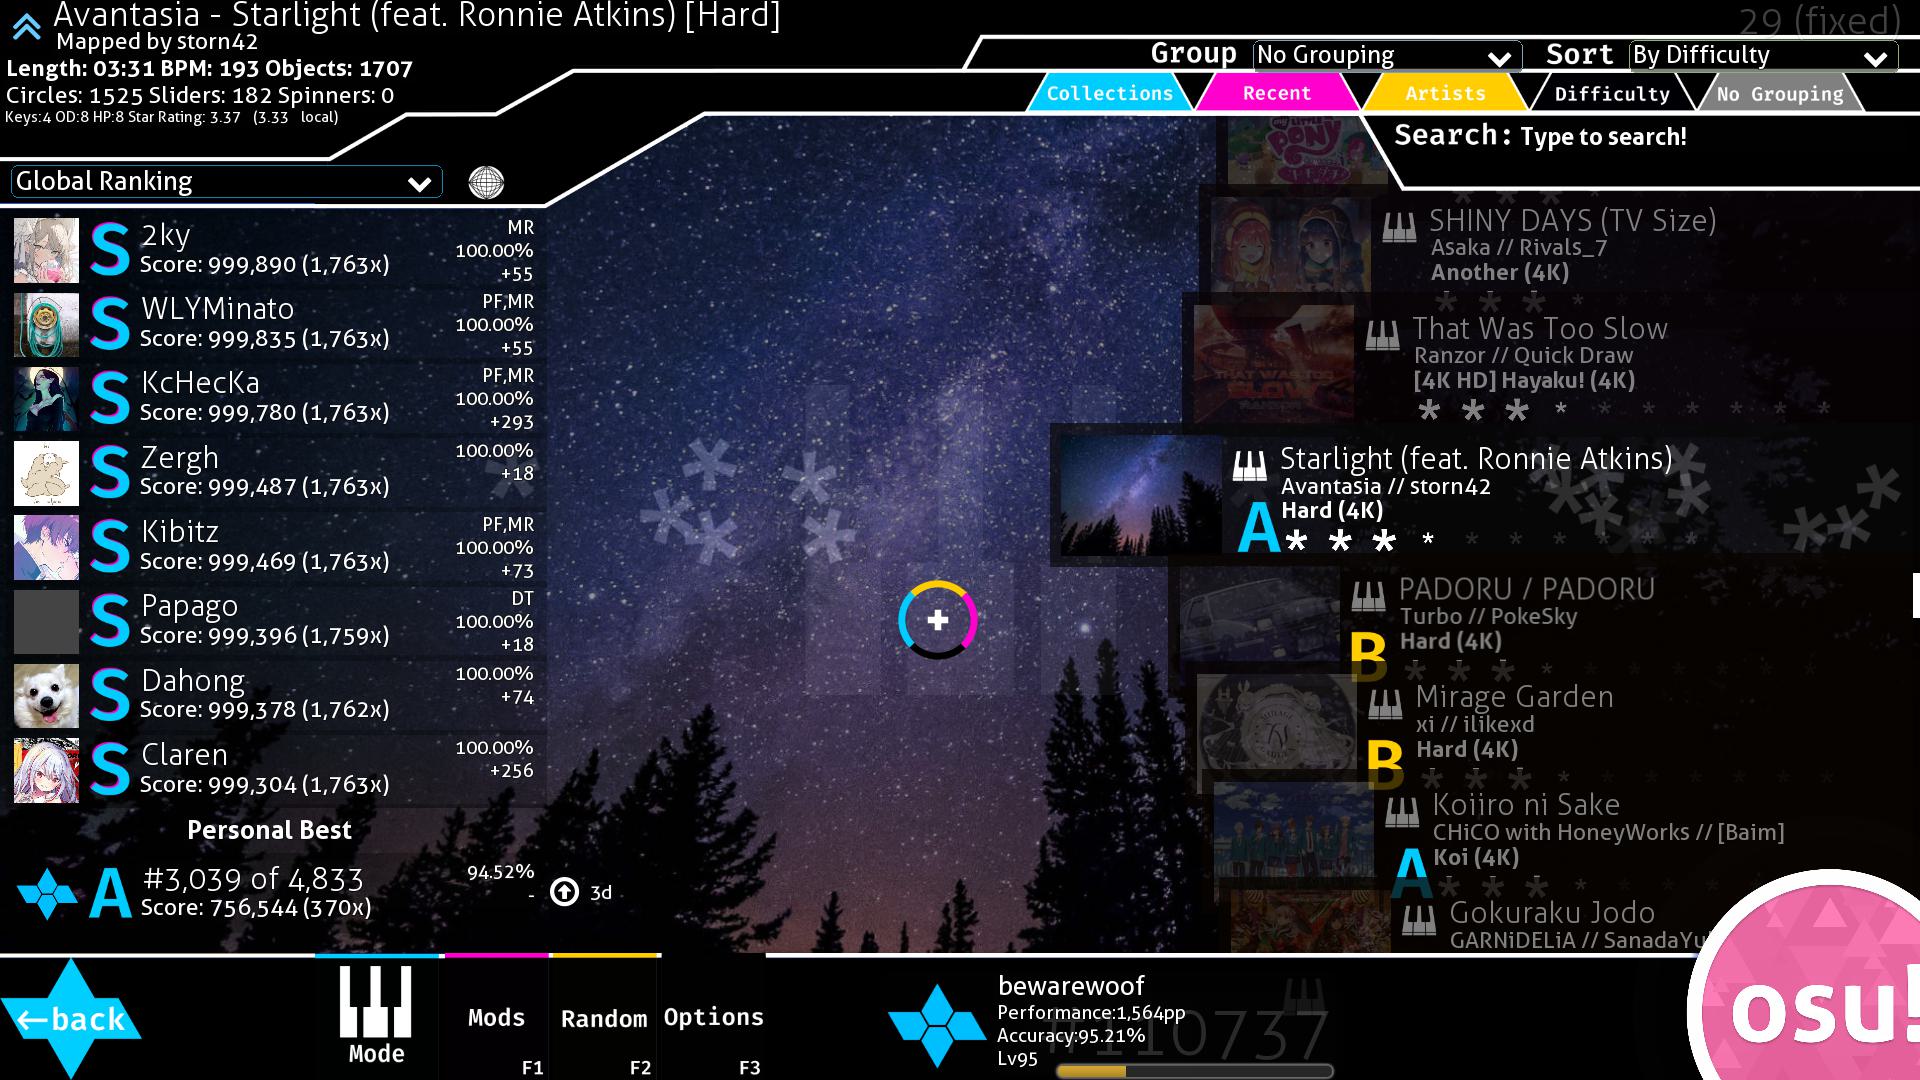 Avantasia - Starlight (feat. Ronnie Atkins) [Hard]
Mapped by storn42
Length: 03:31 BPM: 193 Objects: 1707
Circles: 1525 Sliders: 182 Spinners: 0
Keys:4 OD:8 HP:8 Star Rating: 3.37 (3.33 local)
29 (fixed)
Group No Grouping Sort By Difficulty
Collections Recent Artists Difficulty No Grouping
Search: Type to search!
Global Ranking
2ky
Score: 999,890 (1,763x)
MR
100.00%
+55
WLYMinato
Score: 999,835 (1,763x)
PF,MR
100.00%
+55
KcHecKa
Score: 999,780 (1,763x)
PF,MR
100.00%
+293
Zergh
Score: 999,487 (1,763x)
100.00%
+18
Kibitz
Score: 999,469 (1,763x)
PF,MR
100.00%
+73
Papago
Score: 999,396 (1,759x)
DT
100.00%
+18
Dahong
Score: 999,378 (1,762x)
100.00%
+74
Claren
Score: 999,304 (1,763x)
100.00%
+256
Personal Best
A
#3,039 of 4,833
Score: 756,544 (370x)
94.52%
-
3d
PONY
SHINY DAYS (TV Size)
Asaka // Rivals_7
Another (4K)
THAT WAS TOO
SLOW
That Was Too Slow
Ranzor // Quick Draw
[4K HD] Hayaku! (4K)
Starlight (feat. Ronnie Atkins)
Avantasia // storn42
Hard (4K)
A
PADORU / PADORU
Turbo // PokeSky
Hard (4K)
B
Mirage Garden
xi // ilikexd
Hard (4K)
B
Koiiro ni Sake
CHiCO with HoneyWorks // [Baim]
Koi (4K)
A
Gokuraku Jodo
GARNiDELiA // SanadaYu
←back
Mode
Mods
F1
Random
F2
Options
F3
bewarewoof
Performance:1,564pp
Accuracy:95.21%
Lv95
#110737
osu!